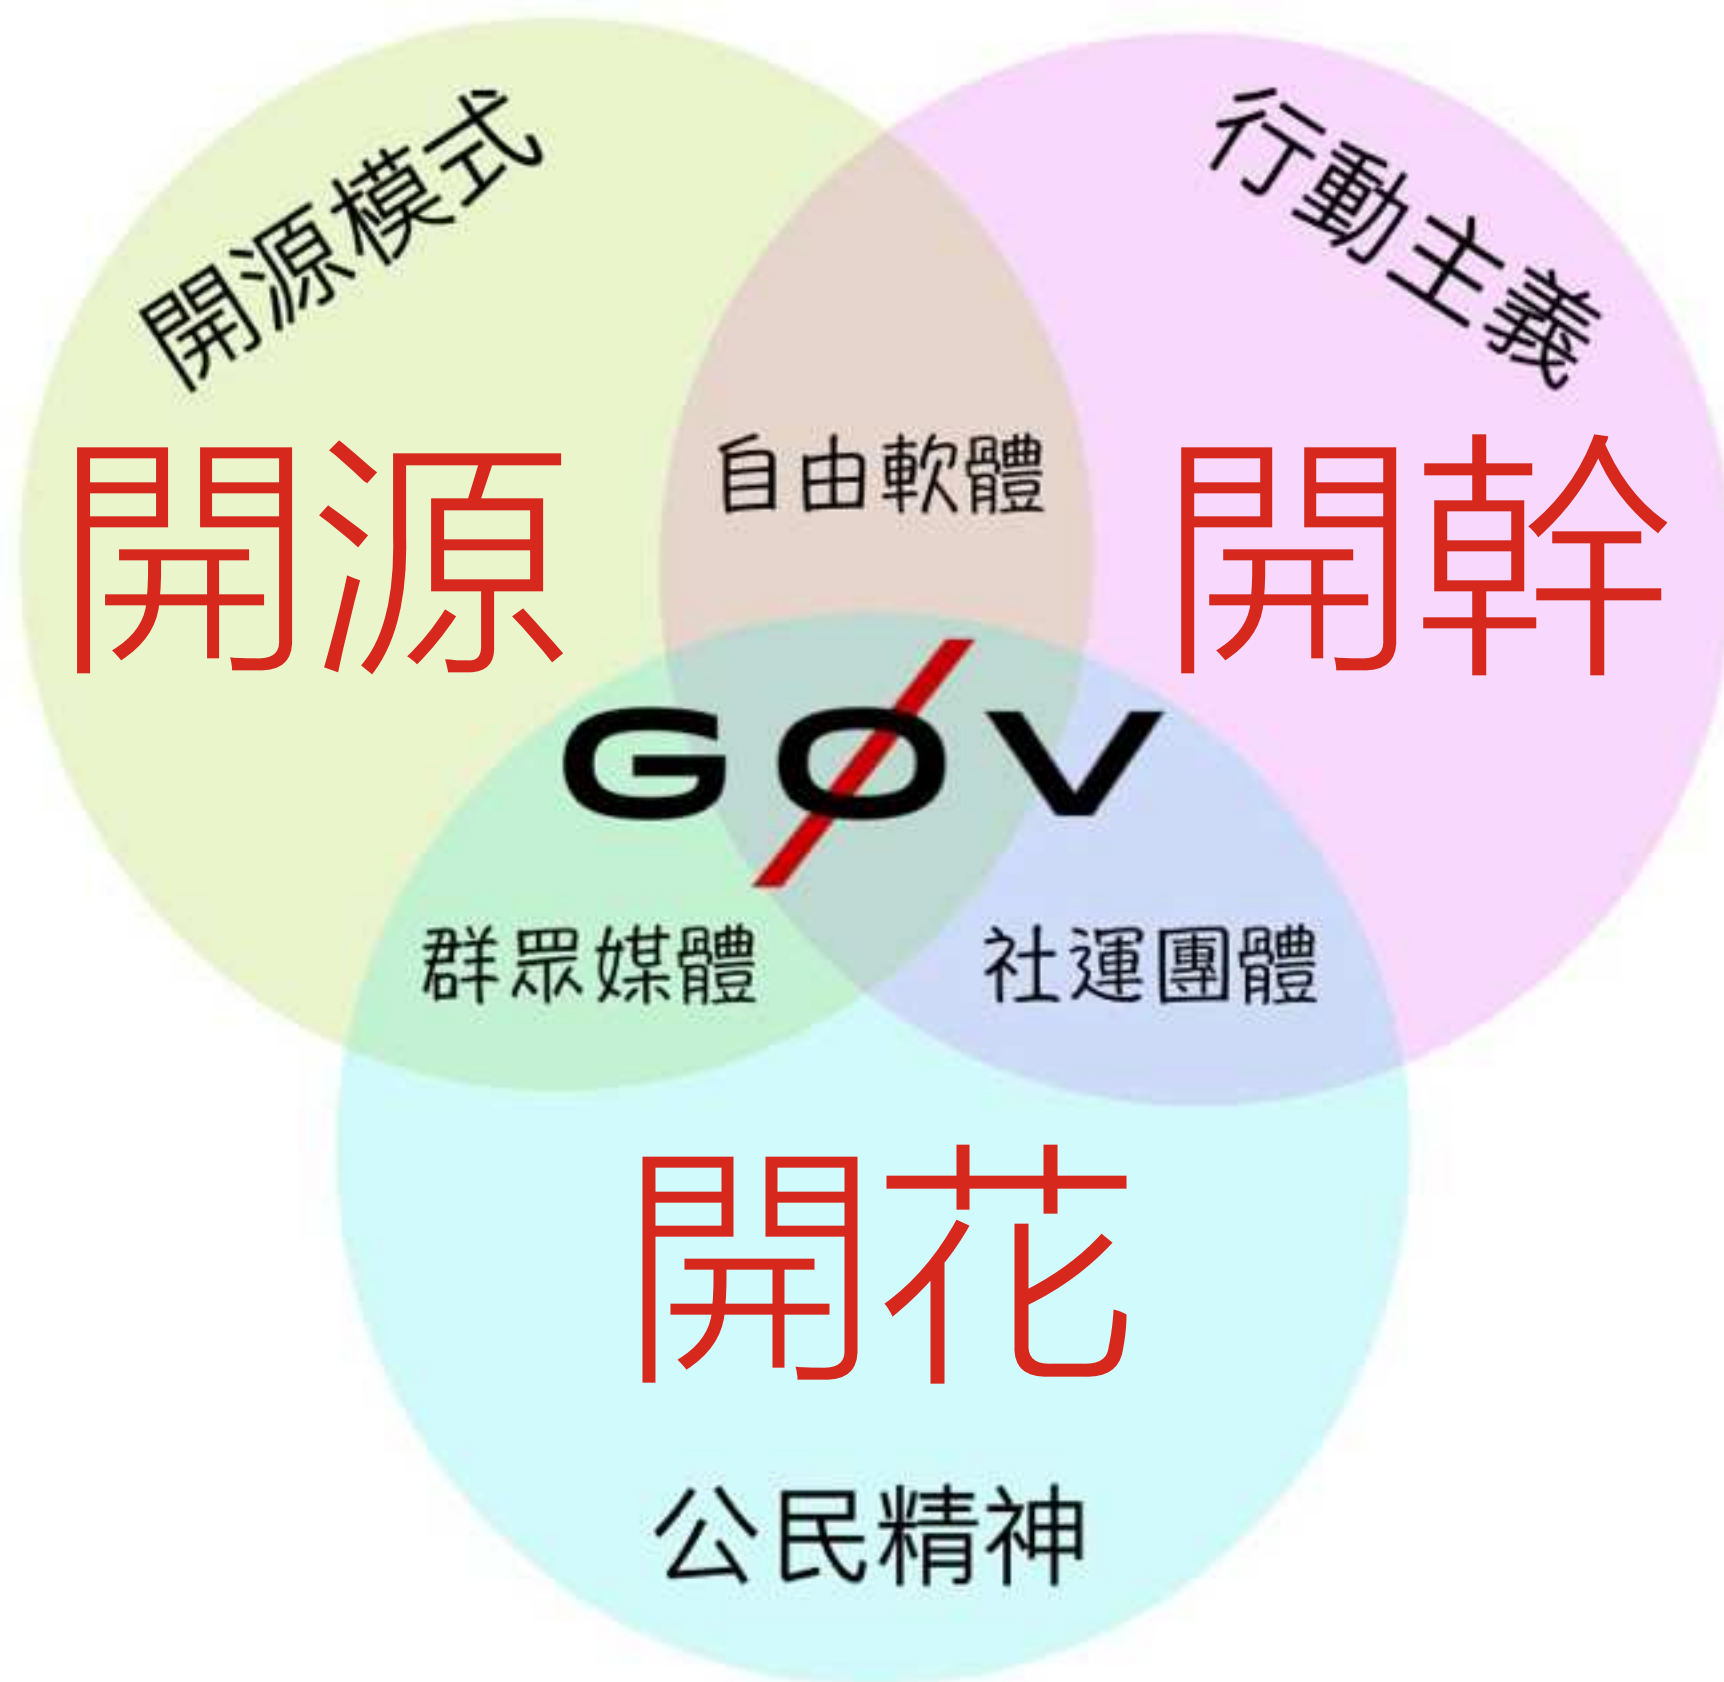 開源模式
行動主義
開源
自由軟體
開幹
GØV
群眾媒體
社運團體
開花
公民精神